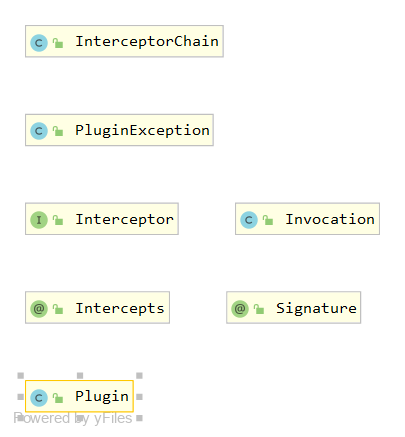 C InterceptorChain
C PluginException
I Interceptor
C Invocation
@ Intercepts
@ Signature
C Plugin
Powered by yFiles